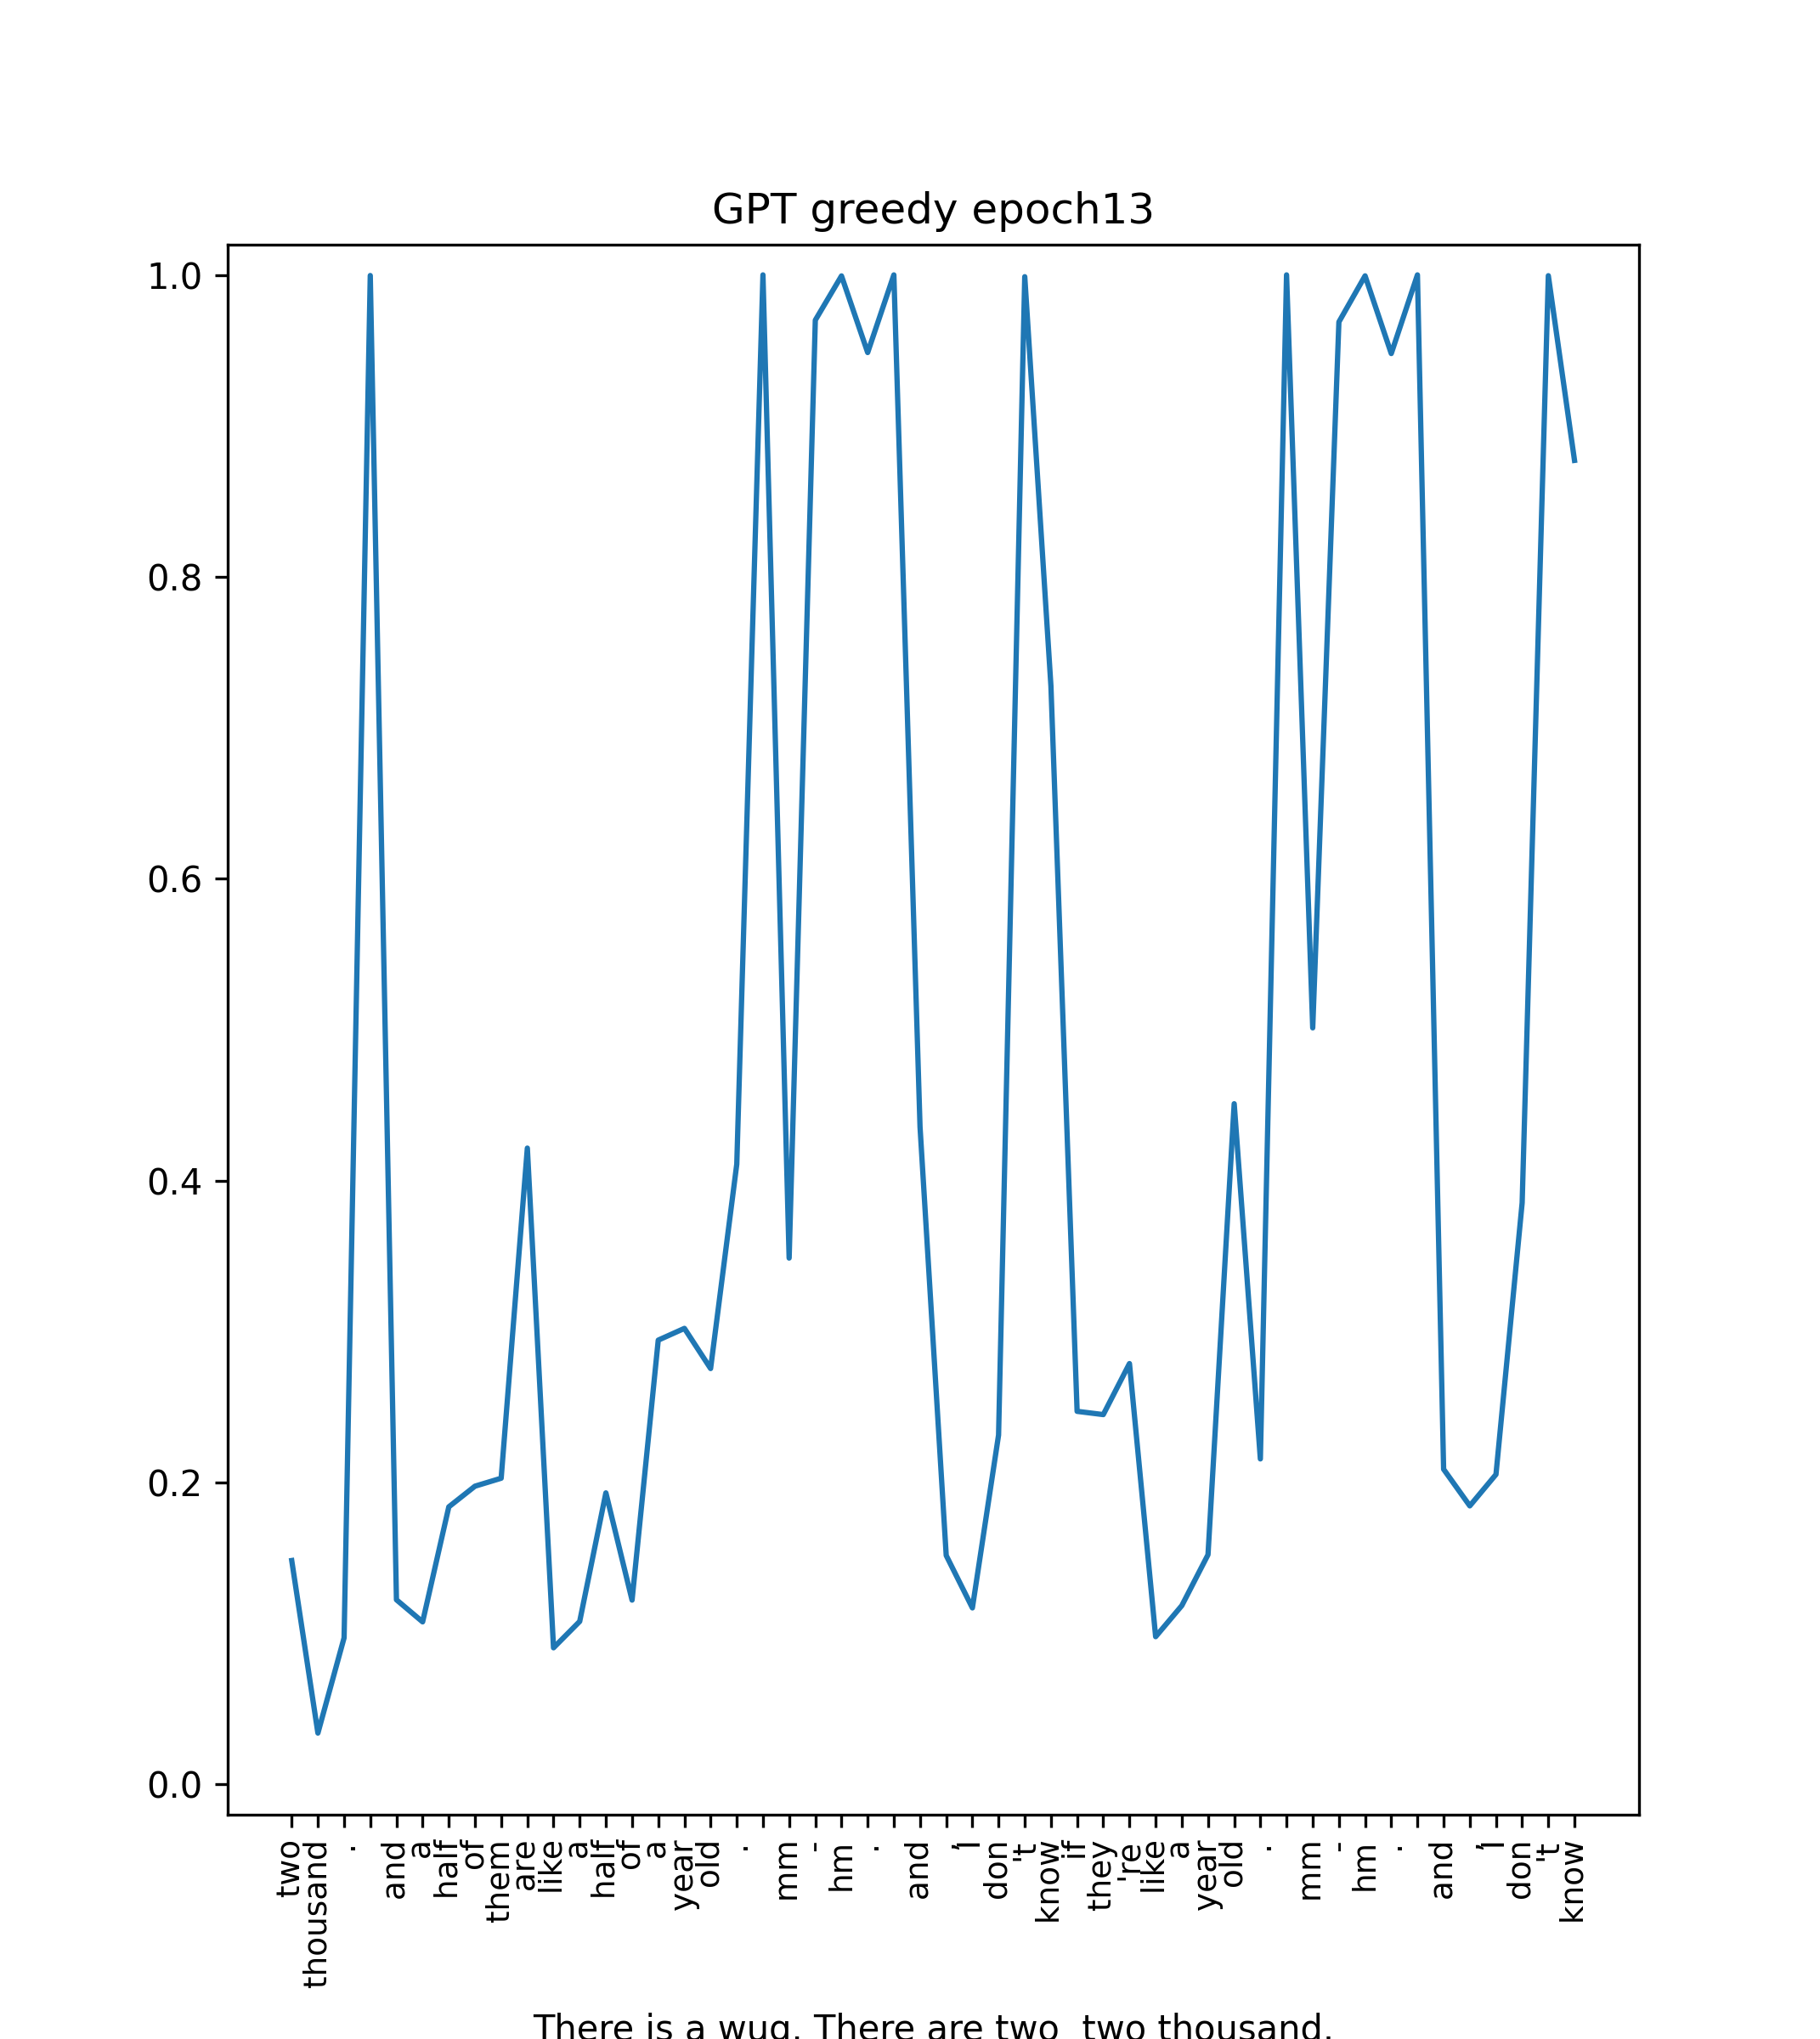 GPT greedy epoch13
1.0
0.8
0.6
0.4
0.2
0.0
two
thousand
.
and
a
half
of
them
are
like
a
half
of
a
year
old
.
mm
-
hm
.
and
,
I
don
't
know
if
they
're
like
a
year
old
.
mm
-
hm
.
and
,
I
don
't
know
There is a wug. There are two  two thousand.